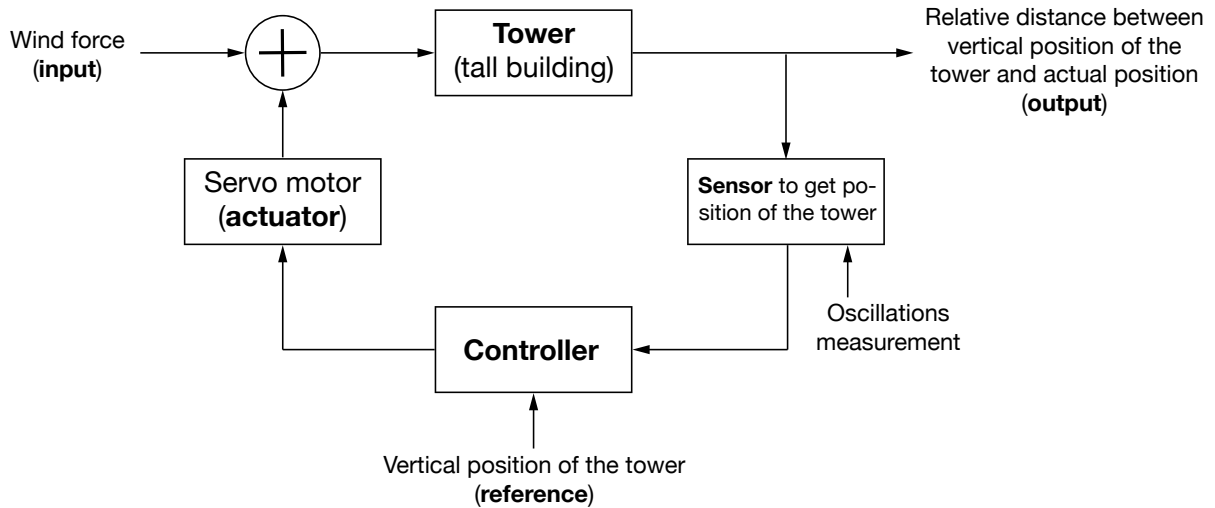 Wind force
(input)
Tower
(tall building)
Relative distance between
vertical position of the
tower and actual position
(output)
Servo motor
(actuator)
Sensor to get po-
sition of the tower
Oscillations
measurement
Controller
Vertical position of the tower
(reference)